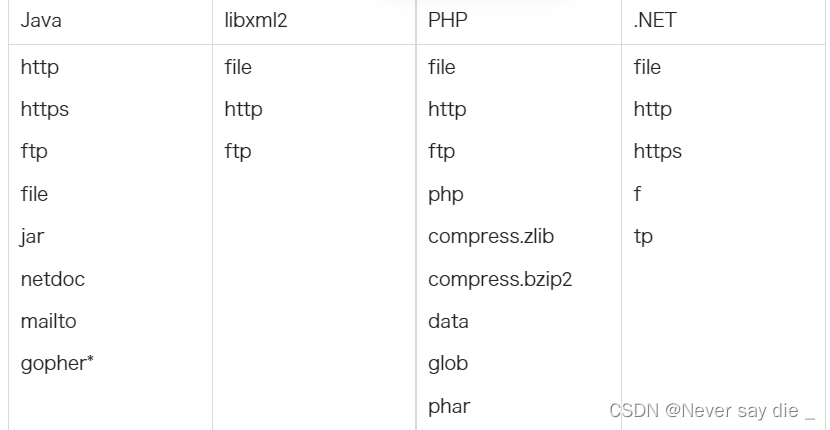 Java libxml2 PHP .NET
http file file file
https http http http
ftp ftp ftp https
file php f
jar compress.zlib tp
netdoc compress.bzip2
mailto data
gopher* glob
phar
CSDN @Never say die _